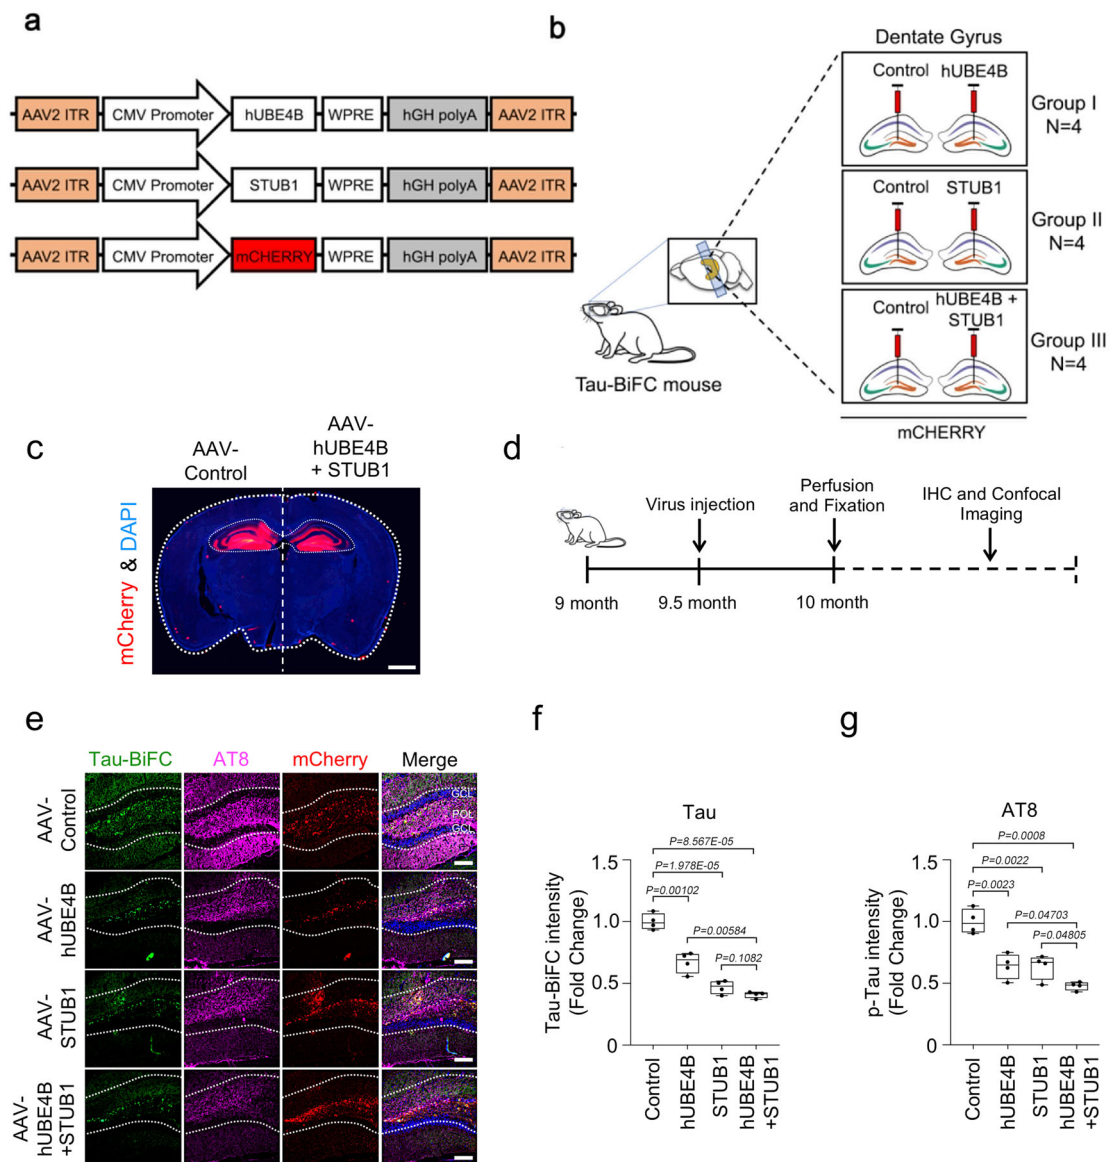 a
AAV2 ITR CMV Promoter hUBE4B WPRE hGH polyA AAV2 ITR
AAV2 ITR CMV Promoter STUB1 WPRE hGH polyA AAV2 ITR
AAV2 ITR CMV Promoter mCHERRY WPRE hGH polyA AAV2 ITR
b
Dentate Gyrus
Control hUBE4B
Group I
N=4
Control STUB1
Group II
N=4
Control hUBE4B +
STUB1
Group III
N=4
mCHERRY
Tau-BiFC mouse
c
AAV-
Control
AAV-
hUBE4B
+ STUB1
mCherry & DAPI
d
Virus injection
Perfusion
and Fixation
IHC and Confocal
Imaging
9 month
9.5 month
10 month
e
Tau-BiFC AT8 mCherry Merge
AAV-
Control
GCL
POL
GCL
AAV-
hUBE4B
AAV-
STUB1
AAV-
hUBE4B
+STUB1
f
Tau
P=8.567E-05
P=1.978E-05
P=0.00102
P=0.00584
P=0.1082
Tau-BiFC intensity
(Fold Change)
1.5
1.0
0.5
0
Control
hUBE4B
STUB1
hUBE4B
+STUB1
g
AT8
P=0.0008
P=0.0022
P=0.0023
P=0.04703
P=0.04805
p-Tau intensity
(Fold Change)
1.5
1.0
0.5
0
Control
hUBE4B
STUB1
hUBE4B
+STUB1